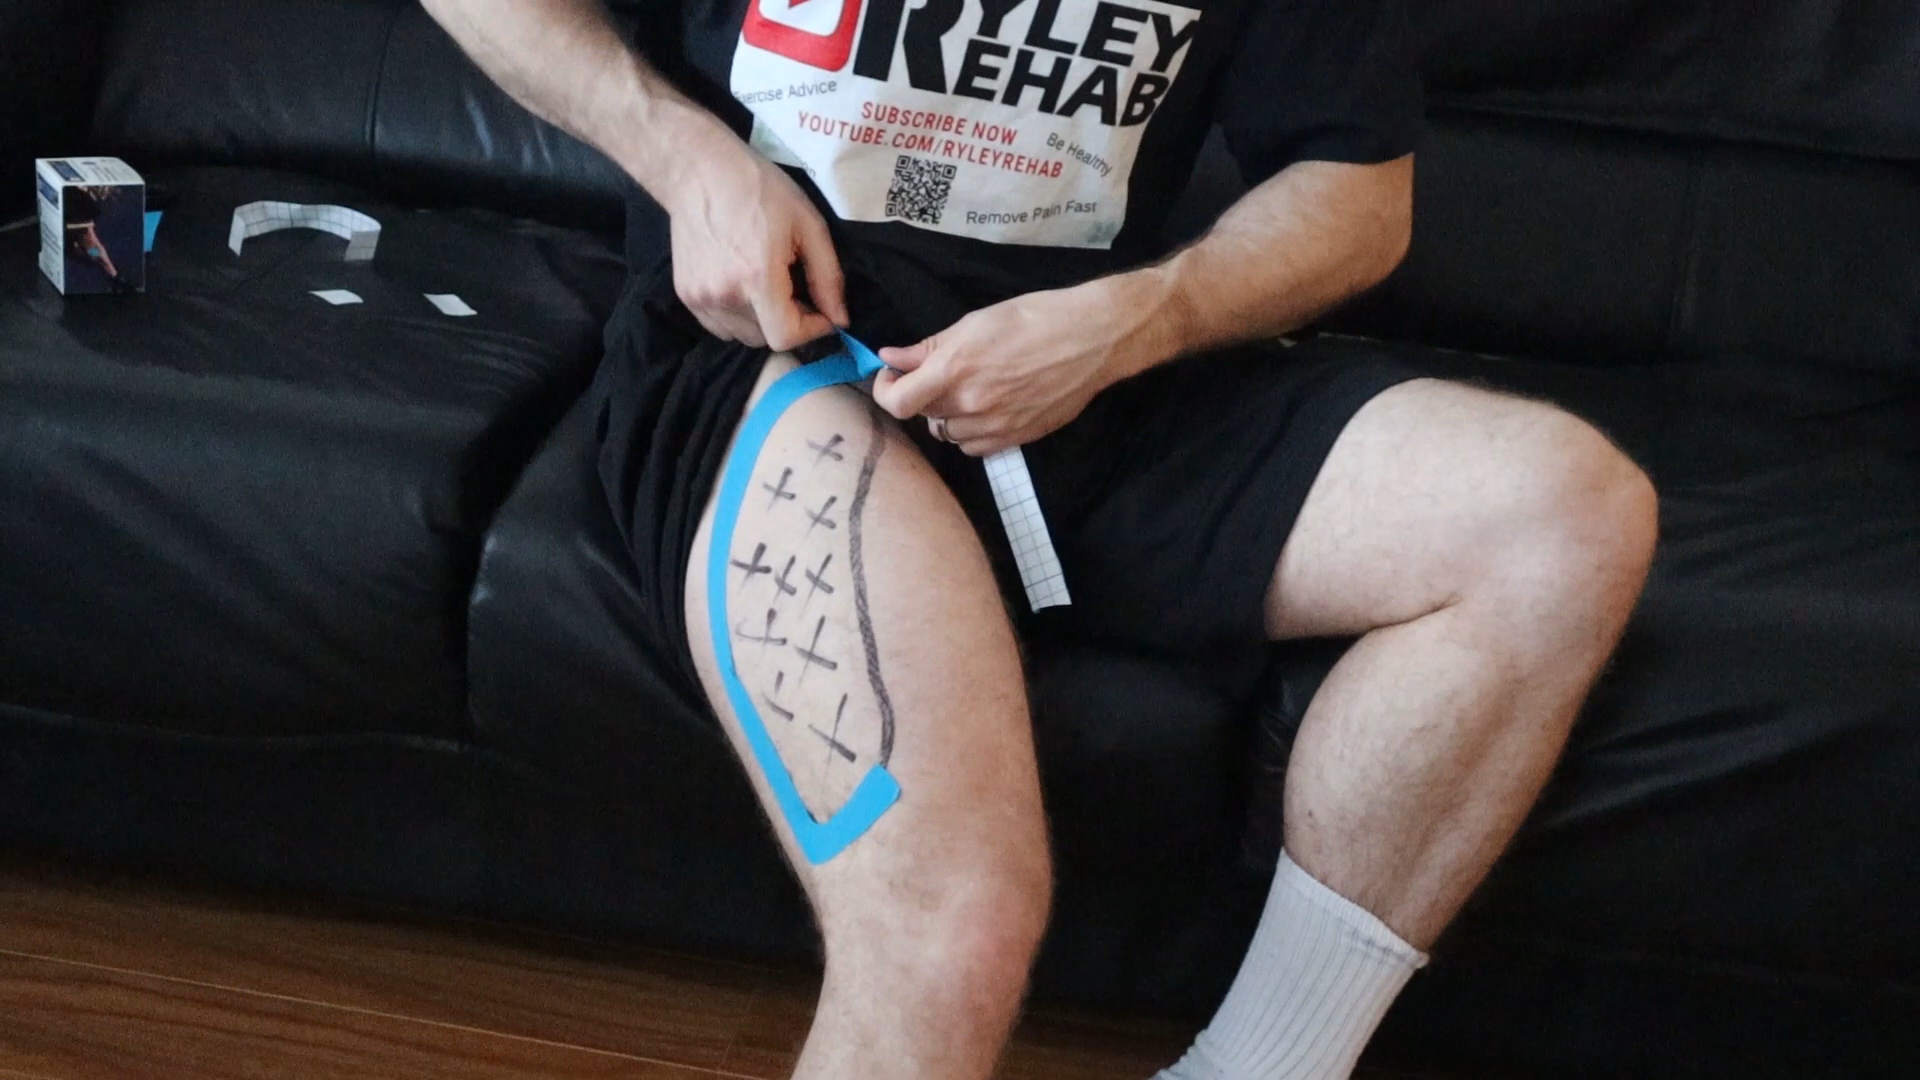 RYLEY
REHAB
Exercise Advice
SUBSCRIBE NOW
YOUTUBE.COM/RYLEYREHAB
Be Healthy
Remove Pain Fast